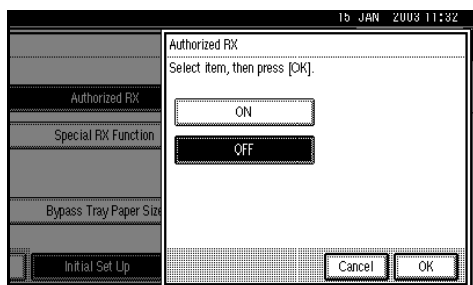 15 JAN 2003 11:32
Authorized RX
Select item, then press [OK].
ON
OFF
Authorized RX
Special RX Function
Bypass Tray Paper Size
Initial Set Up
Cancel
OK